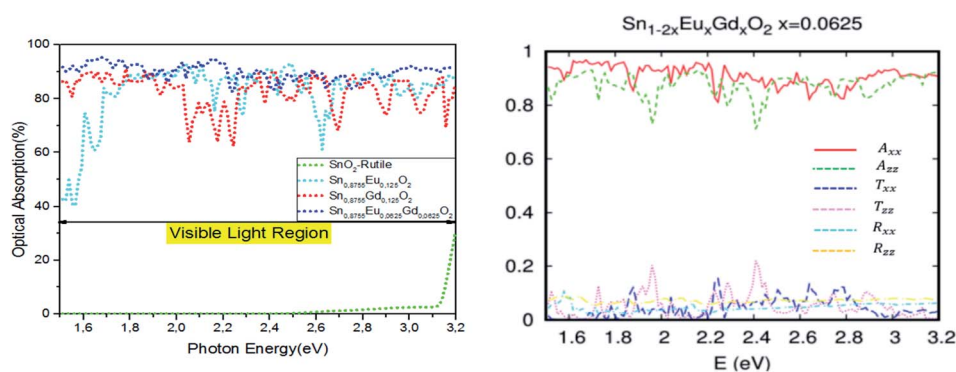 Optical Absorption(%)
100
80
60
40
20
0
1,6 1,8 2,0 2,2 2,4 2,6 2,8 3,0 3,2
Photon Energy(eV)
SnO₂-Rutile
Sn₀,₈₇₅₅Eu₀,₁₂₅O₂
Sn₀,₈₇₅₅Gd₀,₁₂₅O₂
Sn₀,₈₇₅₅Eu₀,₀₆₂₅Gd₀,₀₆₂₅O₂
Visible Light Region
Sn₁₋₂ₓEuₓGdₓO₂ x=0.0625
1
0.8
0.6
0.4
0.2
0
1.6 1.8 2 2.2 2.4 2.6 2.8 3 3.2
E (eV)
Aₓₓ
A_zz
Tₓₓ
T_zz
Rₓₓ
R_zz